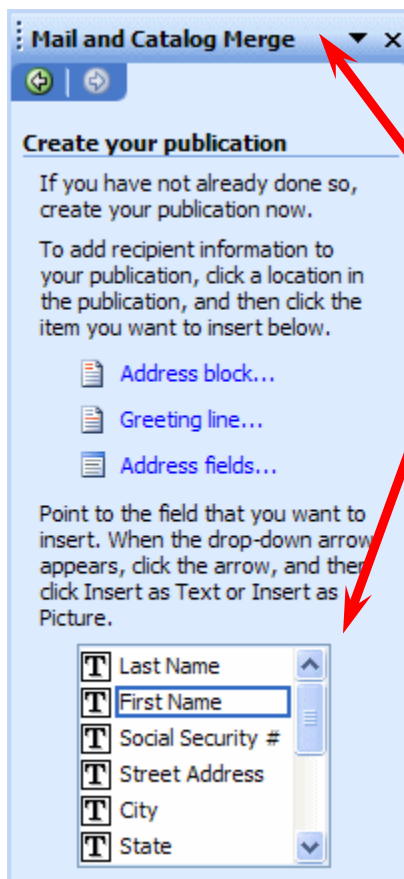 Mail and Catalog Merge
Create your publication
If you have not already done so,
create your publication now.
To add recipient information to
your publication, click a location in
the publication, and then click the
item you want to insert below.
Address block...
Greeting line...
Address fields...
Point to the field that you want to
insert. When the drop-down arrow
appears, click the arrow, and then
click Insert as Text or Insert as
Picture.
T Last Name
T First Name
T Social Security #
T Street Address
T City
T State